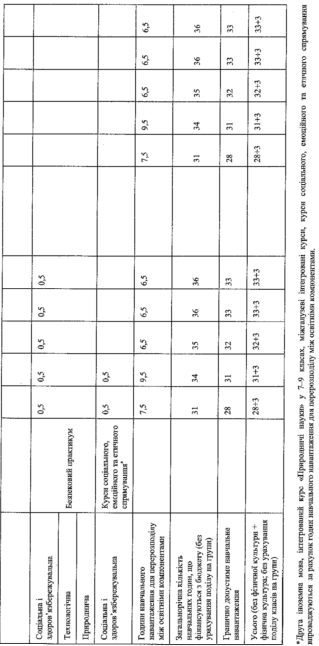 Соціальна і здоров'язбережувальна
Безпековий практикум
0,5 0,5 0,5 0,5 0,5
Технологічна
Природнича
Соціальна і здоров'язбережувальна
Курси соціального, емоційного та етичного спрямування*
0,5 0,5
Години навчального навантаження для перерозподілу між освітніми компонентами
7,5 9,5 6,5 6,5 6,5 7,5 9,5 6,5 6,5 6,5
Загальнорічна кількість навчальних годин, що фінансуються з бюджету (без урахування поділу на групи)
31 34 35 36 36 31 34 35 36 36
Гранично допустиме навчальне навантаження
28 31 32 33 33 28 31 32 33 33
Усього (без фізичної культури + фізична культура; без урахування поділу класів на групи)
28+3 31+3 32+3 33+3 33+3 28+3 31+3 32+3 33+3 33+3
*Друга іноземна мова, інтегрований курс «Природничі науки» у 7–9 класах, міжгалузеві інтегровані курси, курси соціального, емоційного та етичного спрямування
впроваджуються за рахунок годин навчального навантаження для перерозподілу між освітніми компонентами.